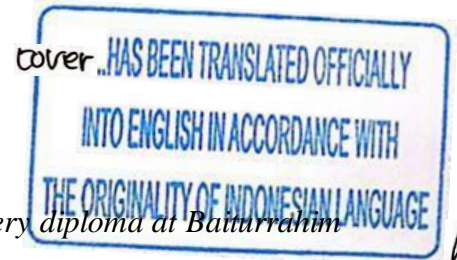 cover ..HAS BEEN TRANSLATED OFFICIALLY
INTO ENGLISH IN ACCORDANCE WITH
THE ORIGINALITY OF INDONESIAN LANGUAGE
ery diploma at Baiturrahim